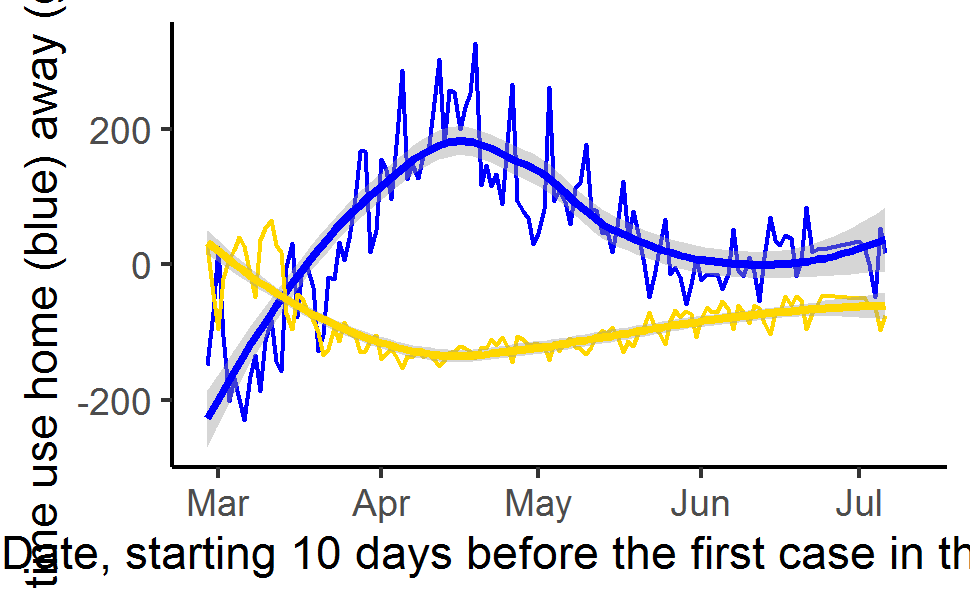 time use home (blue) away (
200
0
-200
Mar Apr May Jun Jul
Date, starting 10 days before the first case in th